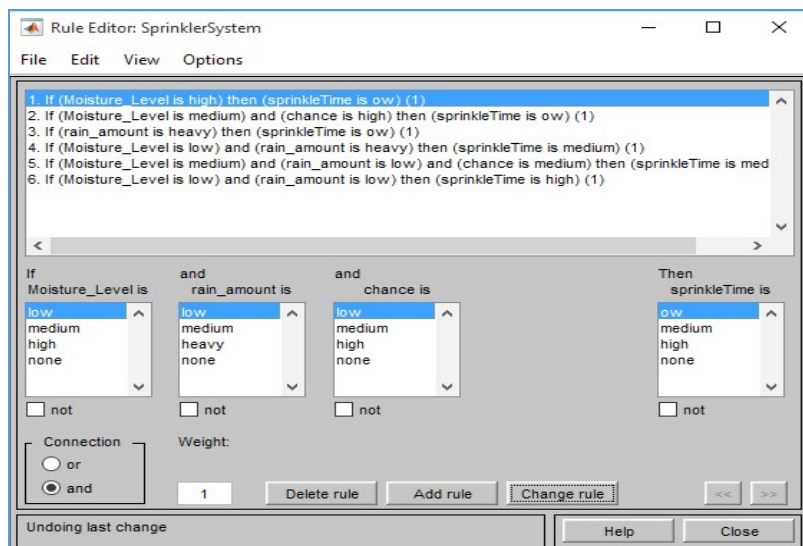 Rule Editor: SprinklerSystem
File Edit View Options
1. If (Moisture_Level is high) then (sprinkleTime is ow) (1)
2. If (Moisture_Level is medium) and (chance is high) then (sprinkleTime is ow) (1)
3. If (rain_amount is heavy) then (sprinkleTime is ow) (1)
4. If (Moisture_Level is low) and (rain_amount is heavy) then (sprinkleTime is medium) (1)
5. If (Moisture_Level is medium) and (rain_amount is low) and (chance is medium) then (sprinkleTime is med
6. If (Moisture_Level is low) and (rain_amount is low) then (sprinkleTime is high) (1)
If and and Then
Moisture_Level is rain_amount is chance is sprinkleTime is
low low low ow
medium medium medium medium
high heavy high high
none none none none
not not not not
Connection Weight:
or
and 1 Delete rule Add rule Change rule << >>
Undoing last change Help Close